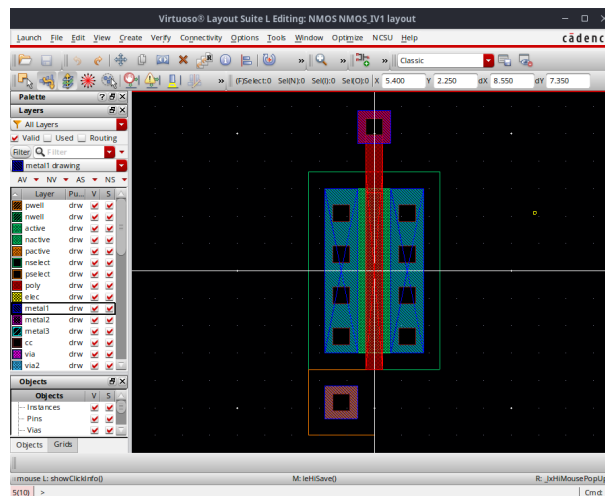 Virtuoso® Layout Suite L Editing: NMOS NMOS_IV1 layout
Launch File Edit View Create Verify Connectivity Options Tools Window Optimize NCSU Help cādenc
» » Classic
» (F)Select:0 Sel(N):0 Sel(I):0 Sel(O):0 X 5.400 Y 2.250 dX 8.550 dY 7.350
Palette
Layers
All Layers
Valid Used Routing
Filter Filter
metal1 drawing
AV NV AS NS
Layer Pu... V S
pwell drw
nwell drw
active drw
nactive drw
pactive drw
nselect drw
pselect drw
poly drw
elec drw
metal1 drw
metal2 drw
metal3 drw
cc drw
via drw
via2 drw
Objects
Objects V S
Instances
Pins
Vias
Objects Grids
mouse L: showClickInfo() M: leHiSave() R: _lxHiMousePopUp
5(10) > Cmd: